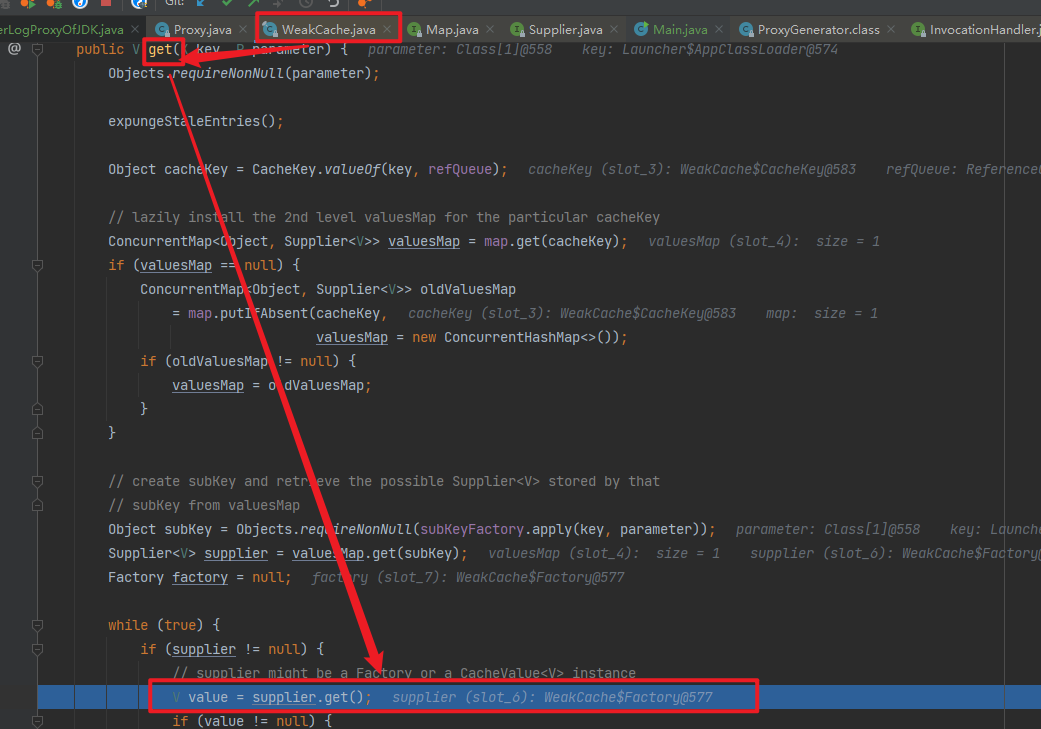 Git:
erLogProxyOfJDK.java Proxy.java WeakCache.java Map.java Supplier.java Main.java ProxyGenerator.class InvocationHandler.j
@ public V get(K key, P parameter) { parameter: Class[1]@558 key: Launcher$AppClassLoader@574
Objects.requireNonNull(parameter);
expungeStaleEntries();
Object cacheKey = CacheKey.valueOf(key, refQueue); cacheKey (slot_3): WeakCache$CacheKey@583 refQueue: Reference
// lazily install the 2nd level valuesMap for the particular cacheKey
ConcurrentMap<Object, Supplier<V>> valuesMap = map.get(cacheKey); valuesMap (slot_4): size = 1
if (valuesMap == null) {
ConcurrentMap<Object, Supplier<V>> oldValuesMap
= map.putIfAbsent(cacheKey, cacheKey (slot_3): WeakCache$CacheKey@583 map: size = 1
valuesMap = new ConcurrentHashMap<>());
if (oldValuesMap != null) {
valuesMap = oldValuesMap;
}
}
// create subKey and retrieve the possible Supplier<V> stored by that
// subKey from valuesMap
Object subKey = Objects.requireNonNull(subKeyFactory.apply(key, parameter)); parameter: Class[1]@558 key: Launche
Supplier<V> supplier = valuesMap.get(subKey); valuesMap (slot_4): size = 1 supplier (slot_6): WeakCache$Factory@
Factory factory = null; factory (slot_7): WeakCache$Factory@577
while (true) {
if (supplier != null) {
// supplier might be a Factory or a CacheValue<V> instance
V value = supplier.get(); supplier (slot_6): WeakCache$Factory@577
if (value != null) {